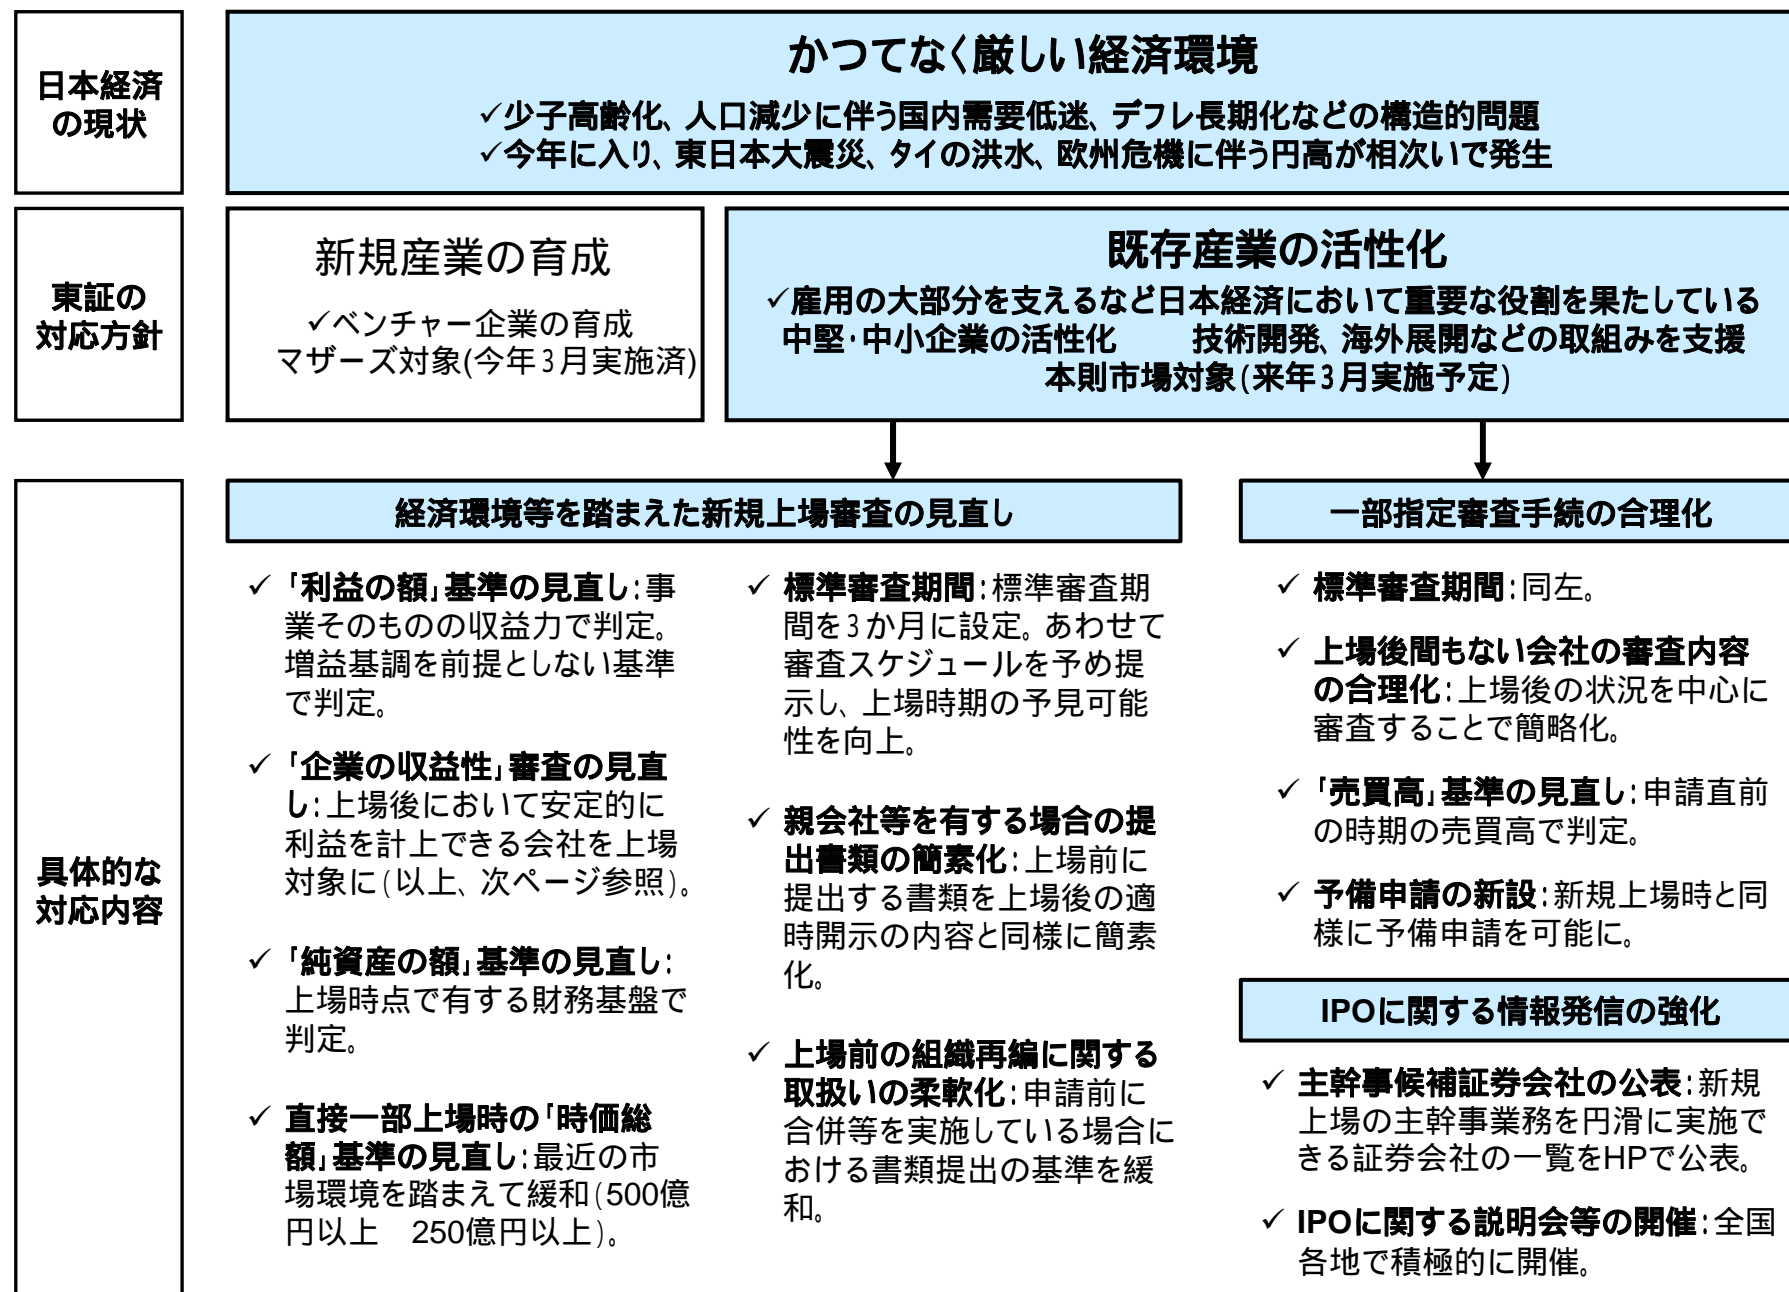 日本経済
の現状
かつてなく厳しい経済環境
✓少子高齢化、人口減少に伴う国内需要低迷、デフレ長期化などの構造的問題
✓今年に入り、東日本大震災、タイの洪水、欧州危機に伴う円高が相次いで発生
東証の
対応方針
新規産業の育成
✓ベンチャー企業の育成
マザーズ対象(今年3月実施済)
既存産業の活性化
✓雇用の大部分を支えるなど日本経済において重要な役割を果たしている
中堅・中小企業の活性化　　技術開発、海外展開などの取組みを支援
本則市場対象(来年3月実施予定)
具体的な
対応内容
経済環境等を踏まえた新規上場審査の見直し
✓「利益の額」基準の見直し：事
業そのものの収益力で判定。
増益基調を前提としない基準
で判定。
✓「企業の収益性」審査の見直
し：上場後において安定的に
利益を計上できる会社を上場
対象に(以上、次ページ参照)。
✓「純資産の額」基準の見直し：
上場時点で有する財務基盤で
判定。
✓ 直接一部上場時の「時価総
額」基準の見直し：最近の市
場環境を踏まえて緩和(500億
円以上　250億円以上)。
✓ 標準審査期間：標準審査期
間を3か月に設定。あわせて
審査スケジュールを予め提
示し、上場時期の予見可能
性を向上。
✓ 親会社等を有する場合の提
出書類の簡素化：上場前に
提出する書類を上場後の適
時開示の内容と同様に簡素
化。
✓ 上場前の組織再編に関する
取扱いの柔軟化：申請前に
合併等を実施している場合に
おける書類提出の基準を緩
和。
一部指定審査手続の合理化
✓ 標準審査期間：同左。
✓ 上場後間もない会社の審査内容
の合理化：上場後の状況を中心に
審査することで簡略化。
✓「売買高」基準の見直し：申請直前
の時期の売買高で判定。
✓ 予備申請の新設：新規上場時と同
様に予備申請を可能に。
IPOに関する情報発信の強化
✓ 主幹事候補証券会社の公表：新規
上場の主幹事業務を円滑に実施で
きる証券会社の一覧をHPで公表。
✓ IPOに関する説明会等の開催：全国
各地で積極的に開催。